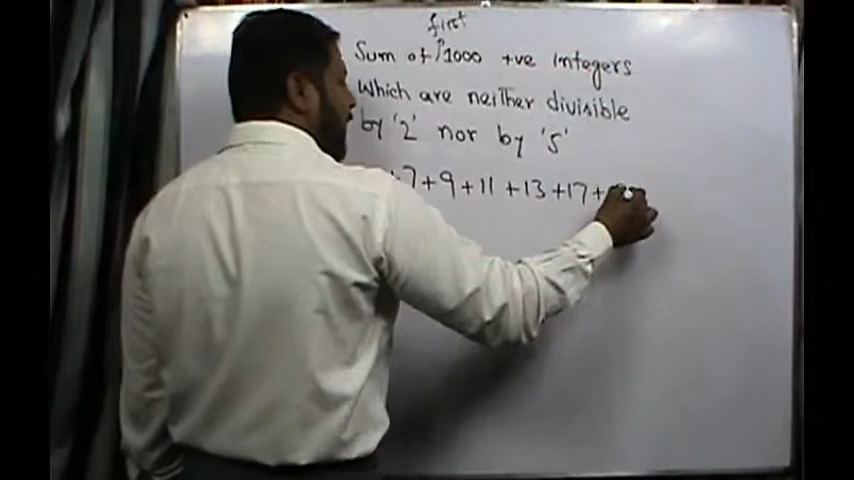 first
Sum of 1000 +ve Integers
which are neither divisible
by '2' nor by '5'
+7+9+11+13+17+